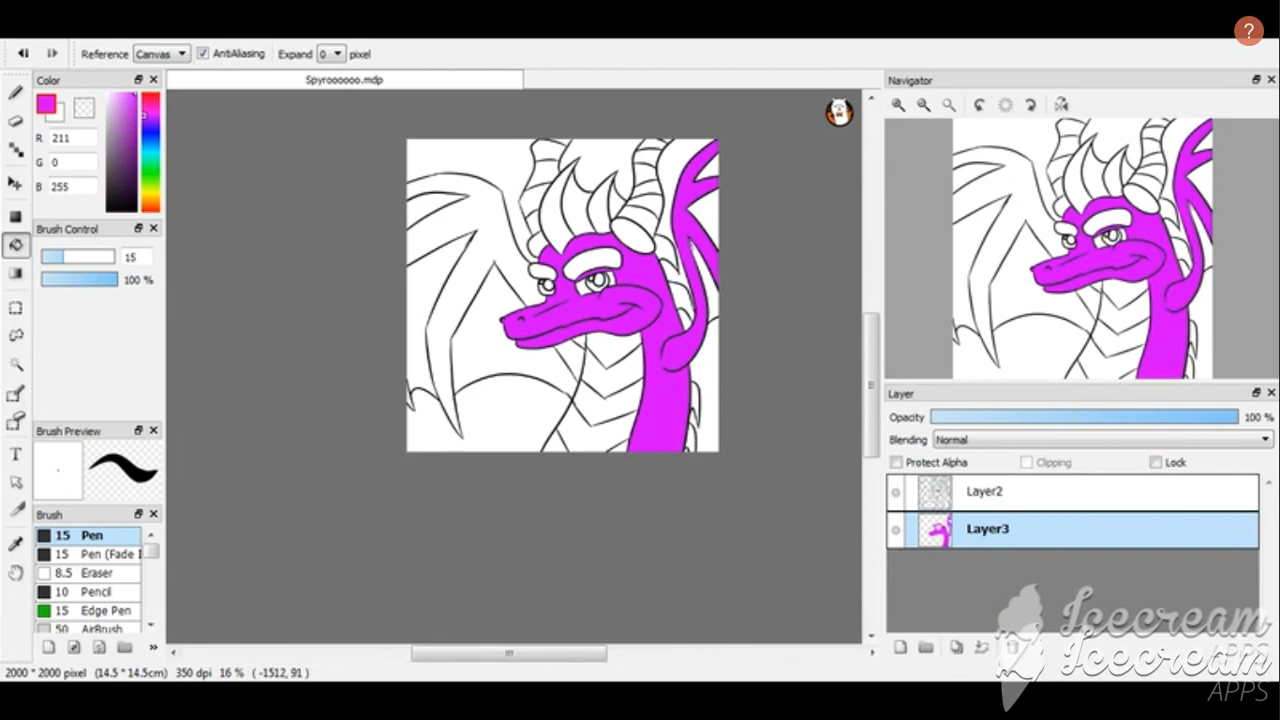 ?
Reference Canvas AntiAliasing Expand 0 pixel
Color
Spyroooooo.mdp
Navigator
R 211
G 0
B 255
Brush Control
15
100 %
Layer
Opacity 100 %
Blending Normal
Protect Alpha Clipping Lock
Layer2
Layer3
Brush Preview
Brush
15 Pen
15 Pen (Fade I
8.5 Eraser
10 Pencil
15 Edge Pen
50 AirBrush
T
2000 * 2000 pixel (14.5 * 14.5cm) 350 dpi 16 % ( -1512, 91 )
Icecream
APPS
Icecream
APPS